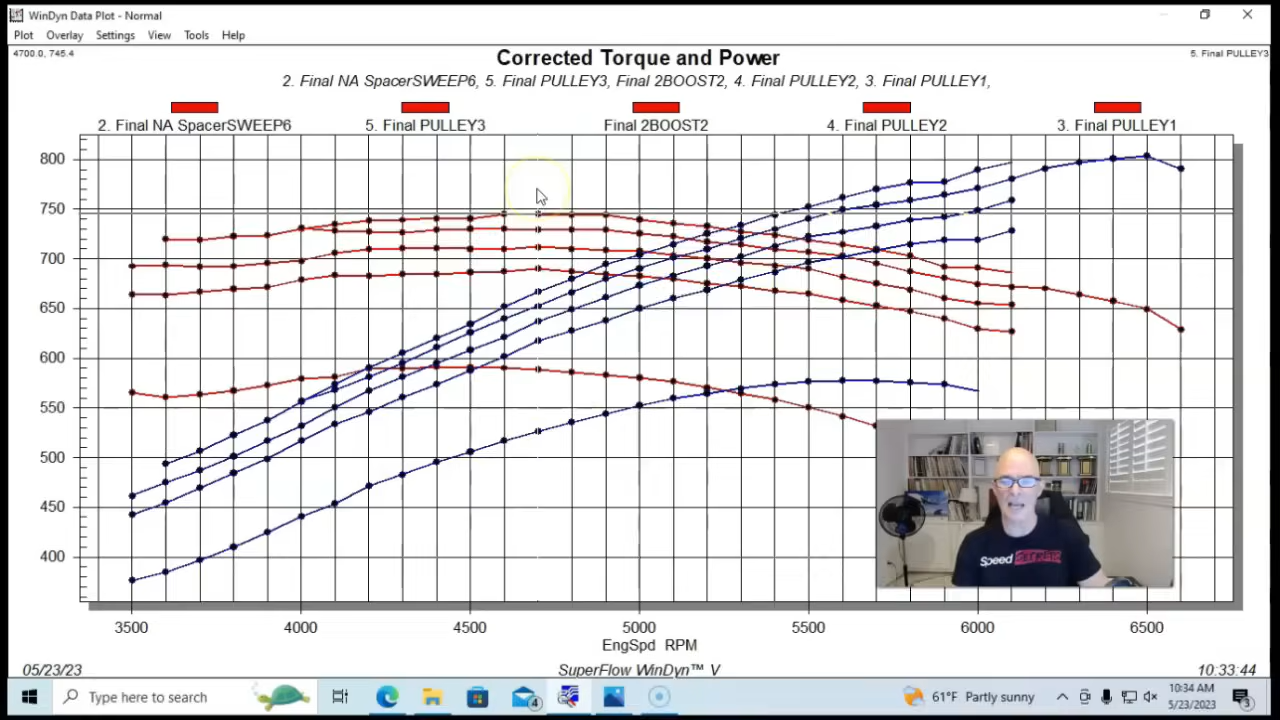 WinDyn Data Plot - Normal
Plot Overlay Settings View Tools Help
4700.0, 745.4
5. Final PULLEY3
Corrected Torque and Power
2. Final NA SpacerSWEEP6, 5. Final PULLEY3, Final 2BOOST2, 4. Final PULLEY2, 3. Final PULLEY1,
2. Final NA SpacerSWEEP6 5. Final PULLEY3 Final 2BOOST2 4. Final PULLEY2 3. Final PULLEY1
800
750
700
650
600
550
500
450
400
Speed SECRETS
3500 4000 4500 5000 5500 6000 6500
EngSpd RPM
05/23/23 SuperFlow WinDyn™ V 10:33:44
Type here to search 4 61°F Partly sunny 10:34 AM 3
5/23/2023